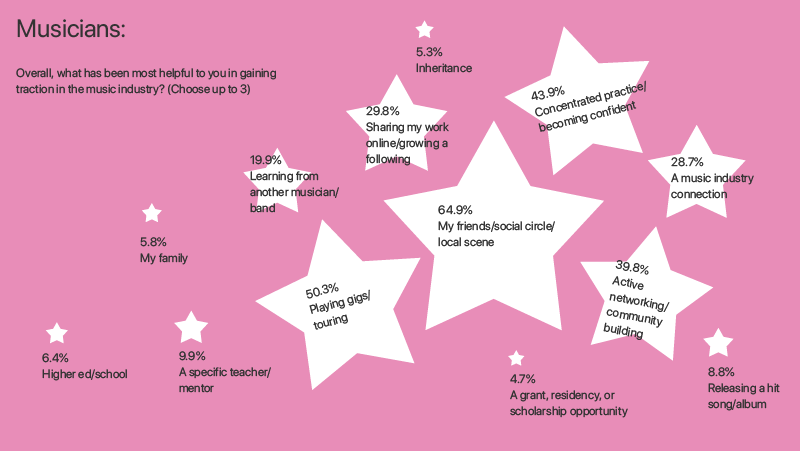 Musicians:
Overall, what has been most helpful to you in gaining
traction in the music industry? (Choose up to 3)
5.3%
Inheritance
43.9%
Concentrated practice/
becoming confident
29.8%
Sharing my work
online/growing a
following
19.9%
Learning from
another musician/
band
28.7%
A music industry
connection
64.9%
My friends/social circle/
local scene
5.8%
My family
39.8%
Active
networking/
community
building
50.3%
Playing gigs/
touring
6.4%
Higher ed/school
9.9%
A specific teacher/
mentor
4.7%
A grant, residency, or
scholarship opportunity
8.8%
Releasing a hit
song/album